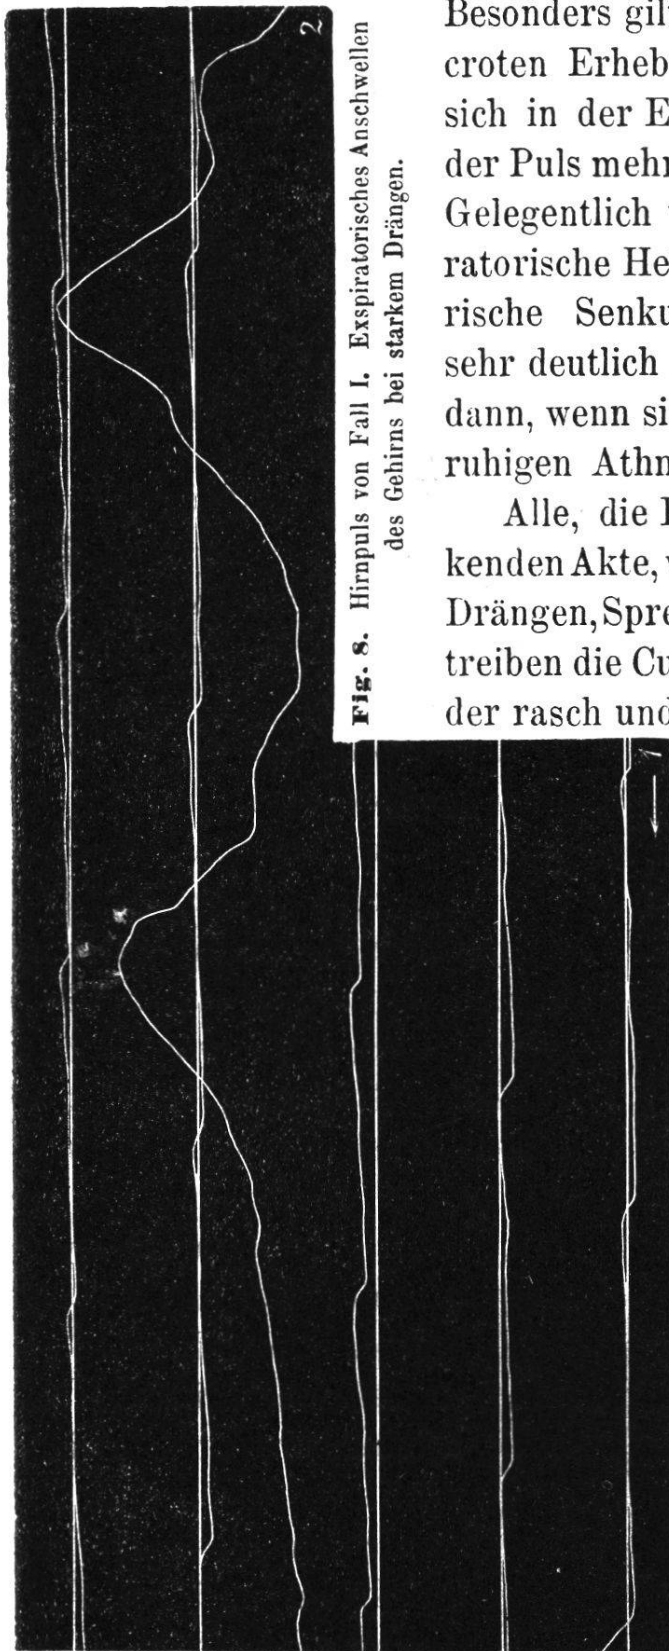 Besonders gil
croten Erheb
sich in der E
der Puls mehr
Gelegentlich
ratorische He
rische Senku
sehr deutlich
dann, wenn si
ruhigen Athn
Alle, die
kenden Akte,
Drängen, Spre
treiben die Cu
der rasch und
Fig. 8. Hirnpuls von Fall I. Exspiratorisches Anschwellen
des Gehirns bei starkem Drängen.
2